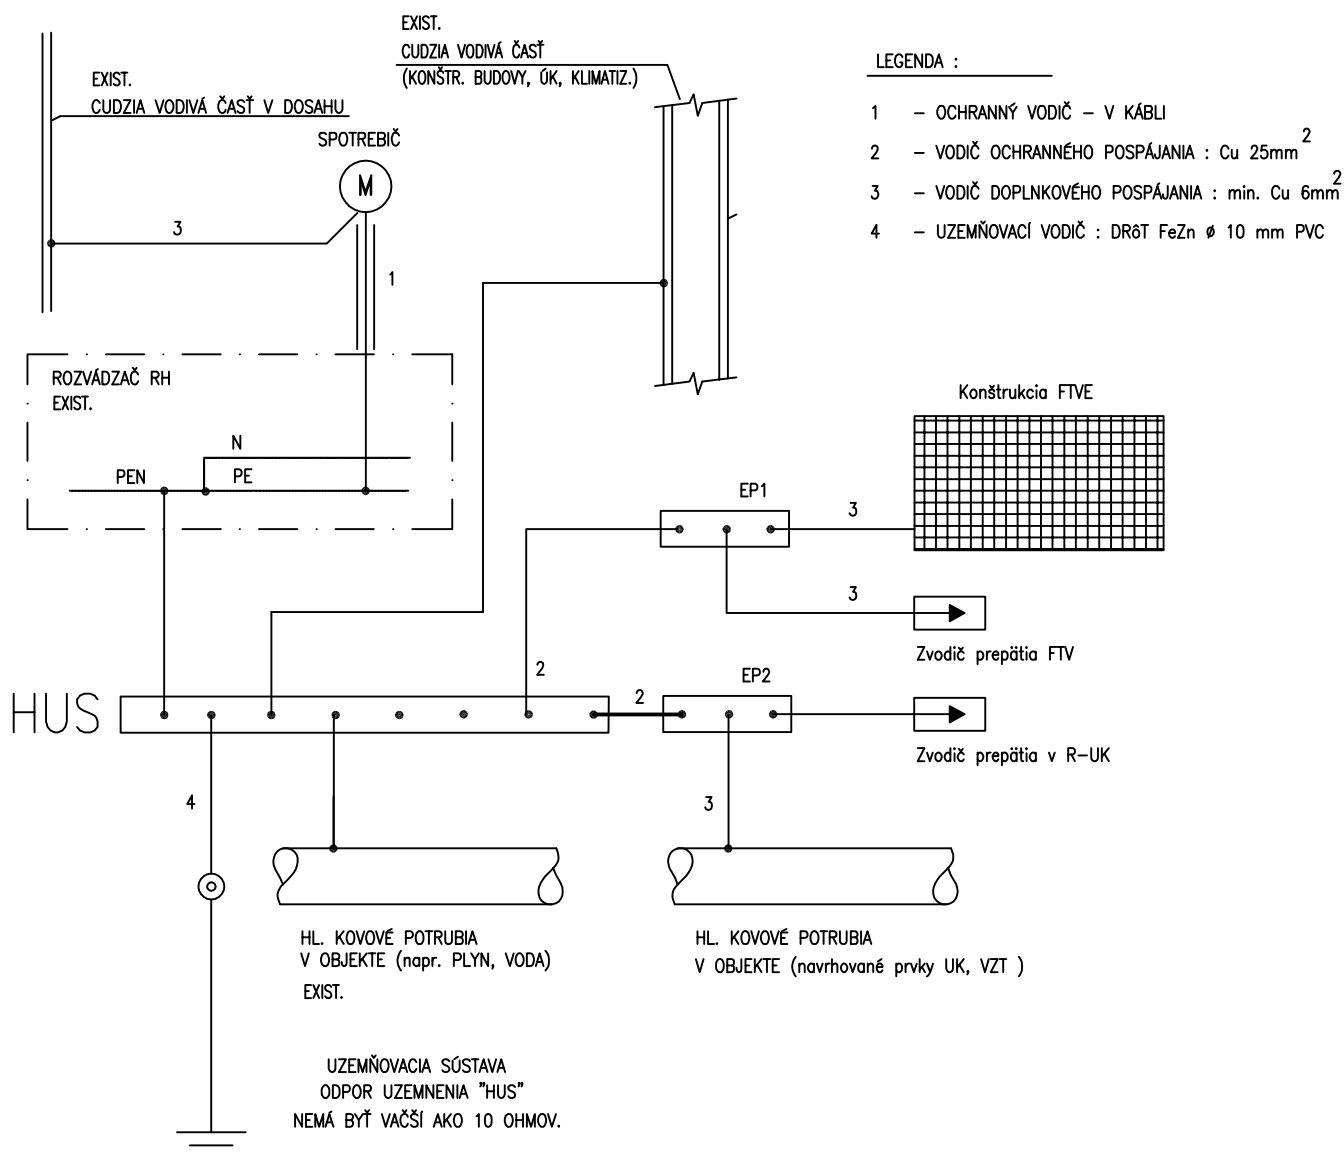 EXIST.
CUDZIA VODIVÁ ČASŤ
(KONŠTR. BUDOVY, ÚK, KLIMATIZ.)
EXIST.
CUDZIA VODIVÁ ČASŤ V DOSAHU
SPOTREBIČ
M
3
1
LEGENDA :
1 – OCHRANNÝ VODIČ – V KÁBLI
2 – VODIČ OCHRANNÉHO POSPÁJANIA : Cu 25mm²
3 – VODIČ DOPLNKOVÉHO POSPÁJANIA : min. Cu 6mm²
4 – UZEMŇOVACÍ VODIČ : DRôT FeZn ø 10 mm PVC
ROZVÁDZAČ RH
EXIST.
N
PEN
PE
Konštrukcia FTVE
EP1
3
3
Zvodič prepätia FTV
2
EP2
2
HUS
Zvodič prepätia v R–UK
4
3
HL. KOVOVÉ POTRUBIA
V OBJEKTE (napr. PLYN, VODA)
EXIST.
HL. KOVOVÉ POTRUBIA
V OBJEKTE (navrhované prvky UK, VZT )
UZEMŇOVACIA SÚSTAVA
ODPOR UZEMNENIA "HUS"
NEMÁ BYŤ VAČŠÍ AKO 10 OHMOV.